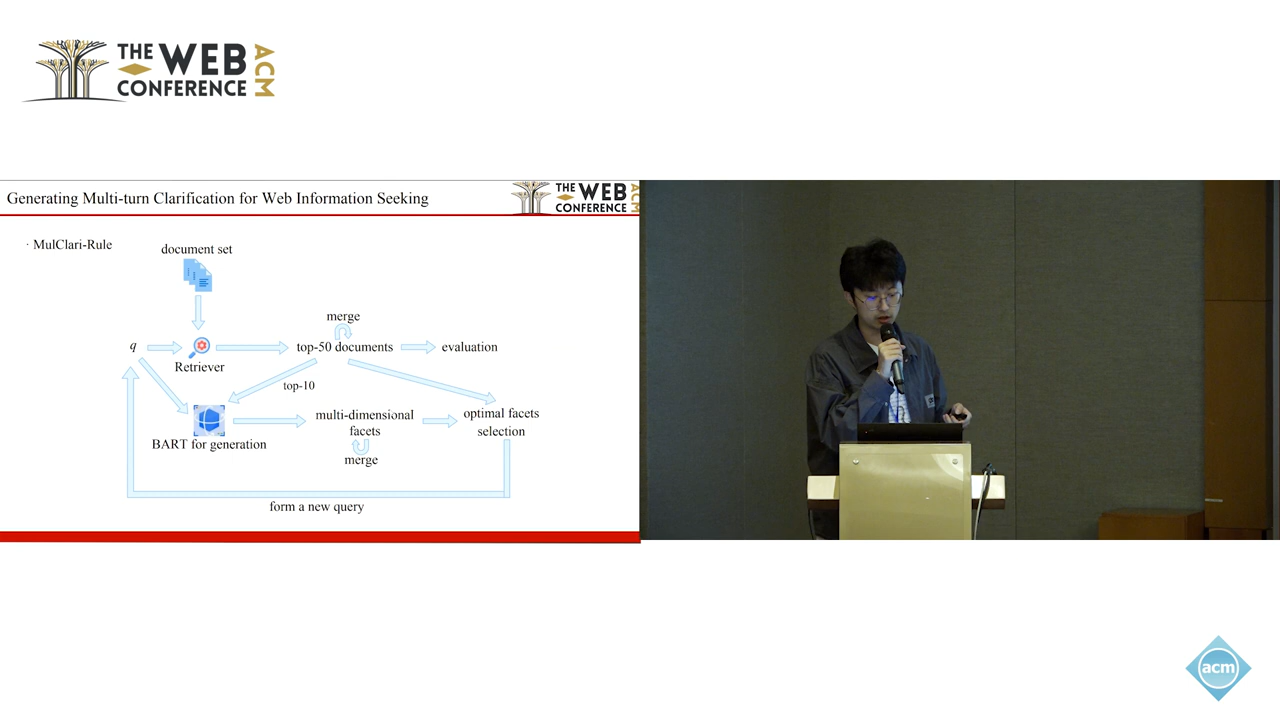 THE WEB
CONFERENCE
ACM
Generating Multi-turn Clarification for Web Information Seeking
THE WEB
CONFERENCE
ACM
· MulClari-Rule
document set
merge
q
top-50 documents
evaluation
Retriever
top-10
multi-dimensional
facets
optimal facets
selection
BART for generation
merge
form a new query
acm